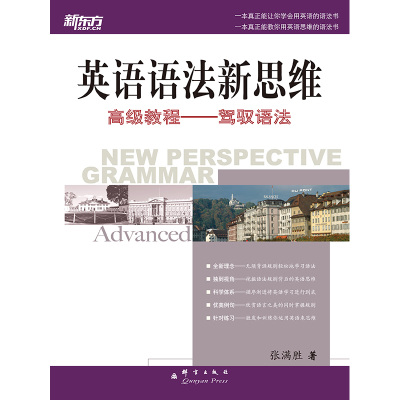 新东方
XDF.CN
一本真正能让你学会用英语的语法书
一本真正能教你用英语思维的语法书
英语语法新思维
高级教程——驾驭语法
NEW PERSPECTIVE
GRAMMAR
Advanced
全新理念
独到视角
科学体系
优美例句
针对练习
张满胜 著
群言出版社
Qunyan Press